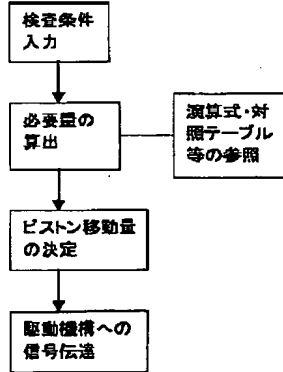 検査条件
入力
必要量の
算出
演算式・対
照テーブル
等の参照
ピストン移動量
の決定
駆動機構への
信号伝達